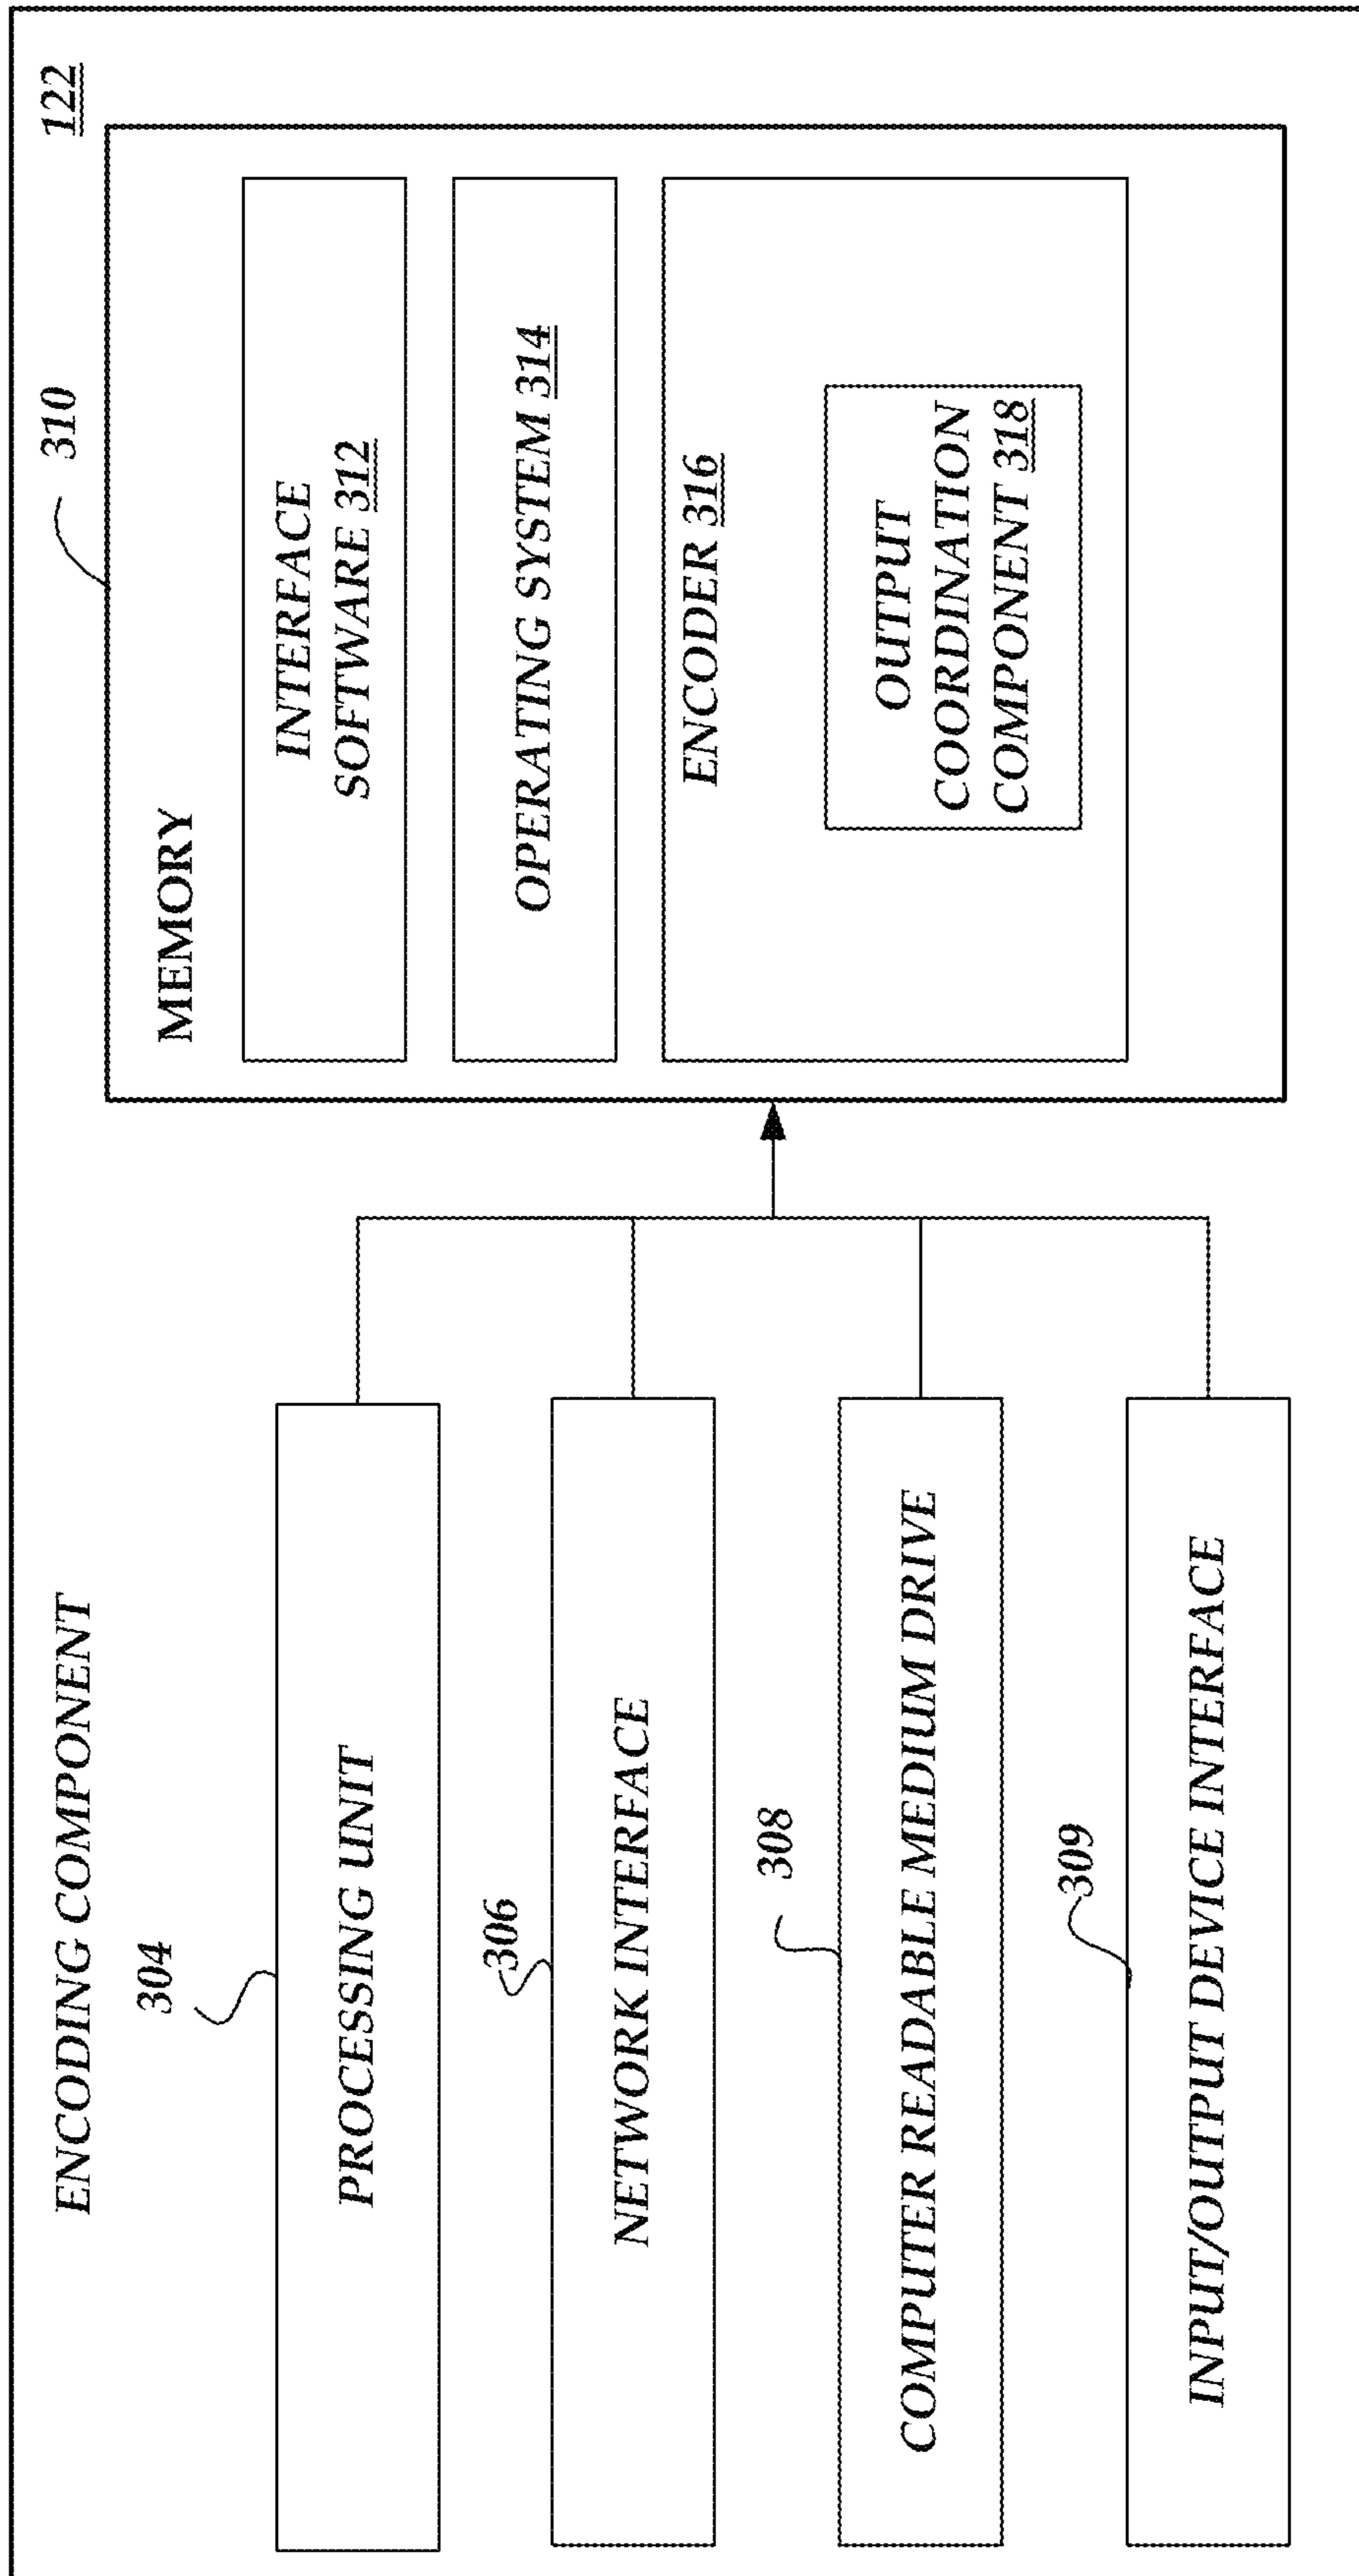 ENCODING COMPONENT
122
304
PROCESSING UNIT
306
NETWORK INTERFACE
308
COMPUTER READABLE MEDIUM DRIVE
309
INPUT/OUTPUT DEVICE INTERFACE
310
MEMORY
INTERFACE
SOFTWARE 312
OPERATING SYSTEM 314
ENCODER 316
OUTPUT
COORDINATION
COMPONENT 318